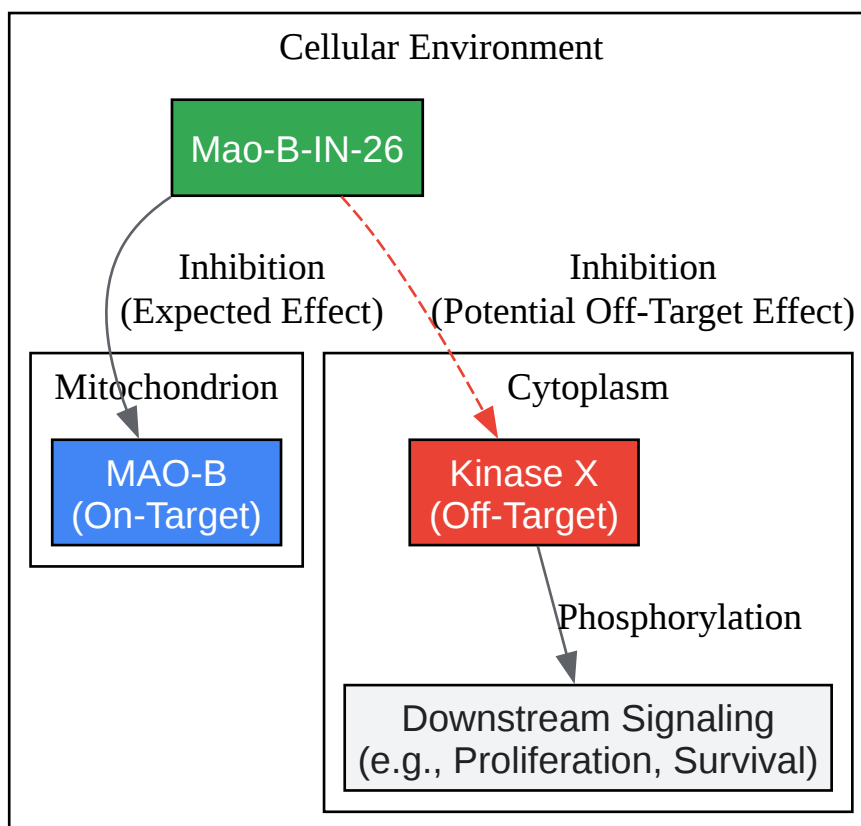 Cellular Environment
Mao-B-IN-26
Inhibition
(Expected Effect)
Inhibition
(Potential Off-Target Effect)
Mitochondrion
MAO-B
(On-Target)
Cytoplasm
Kinase X
(Off-Target)
Phosphorylation
Downstream Signaling
(e.g., Proliferation, Survival)